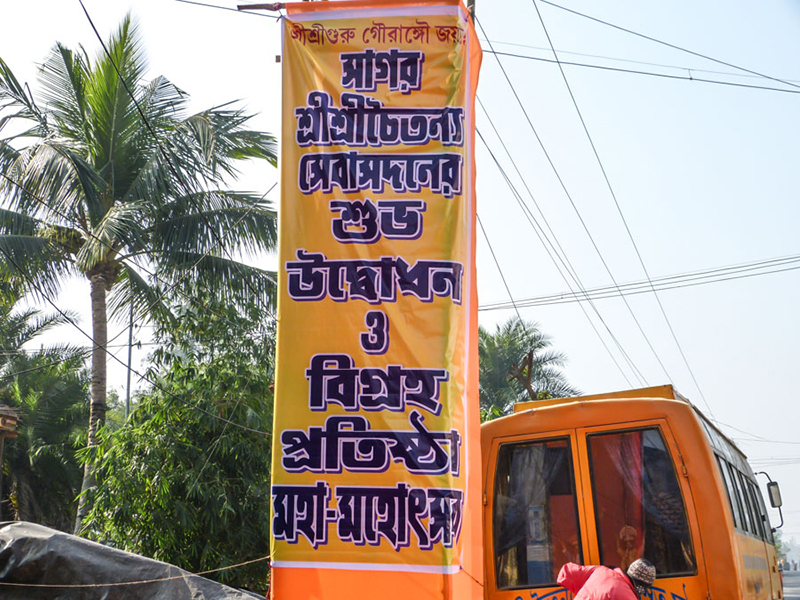 শ্রীশ্রীগুরু গৌরাঙ্গৌ জয়তঃ
সাগর
শ্রীশ্রীচৈতন্য
সেবাসদনের
শুভ
উদ্বোধন
ও
বিগ্রহ
প্রতিষ্ঠা
মহা-মহোৎসব